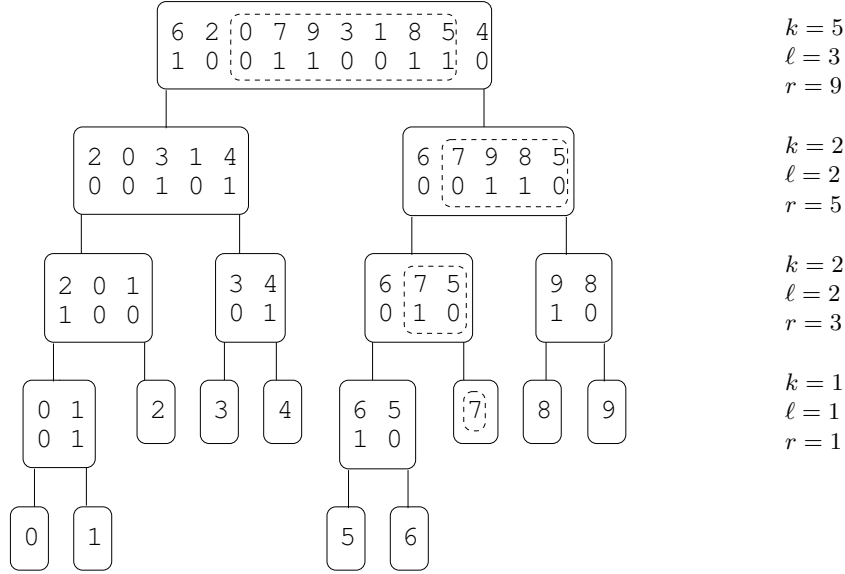 6 2 0 7 9 3 1 8 5 4
1 0 0 1 1 0 0 1 1 0
k = 5
ℓ = 3
r = 9
2 0 3 1 4
0 0 1 0 1
6 7 9 8 5
0 0 1 1 0
k = 2
ℓ = 2
r = 5
2 0 1
1 0 0
3 4
0 1
6 7 5
0 1 0
9 8
1 0
k = 2
ℓ = 2
r = 3
0 1
0 1
2
3
4
6 5
1 0
7
8
9
k = 1
ℓ = 1
r = 1
0
1
5
6